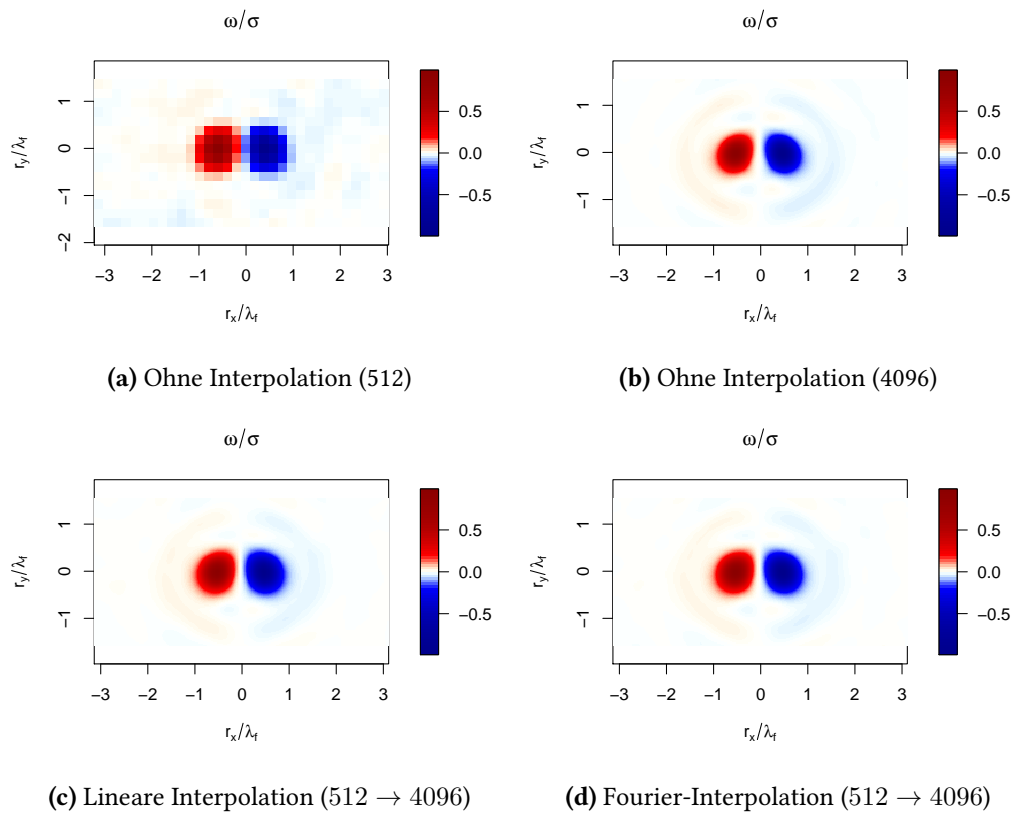 ω/σ
r_y/λ_f
1
0
−1
−2
−3 −2 −1 0 1 2 3
r_x/λ_f
0.5
0.0
−0.5
(a) Ohne Interpolation (512)
ω/σ
r_y/λ_f
1
0
−1
−3 −2 −1 0 1 2 3
r_x/λ_f
0.5
0.0
−0.5
(b) Ohne Interpolation (4096)
ω/σ
r_y/λ_f
1
0
−1
−3 −2 −1 0 1 2 3
r_x/λ_f
0.5
0.0
−0.5
(c) Lineare Interpolation (512 → 4096)
ω/σ
r_y/λ_f
1
0
−1
−3 −2 −1 0 1 2 3
r_x/λ_f
0.5
0.0
−0.5
(d) Fourier-Interpolation (512 → 4096)